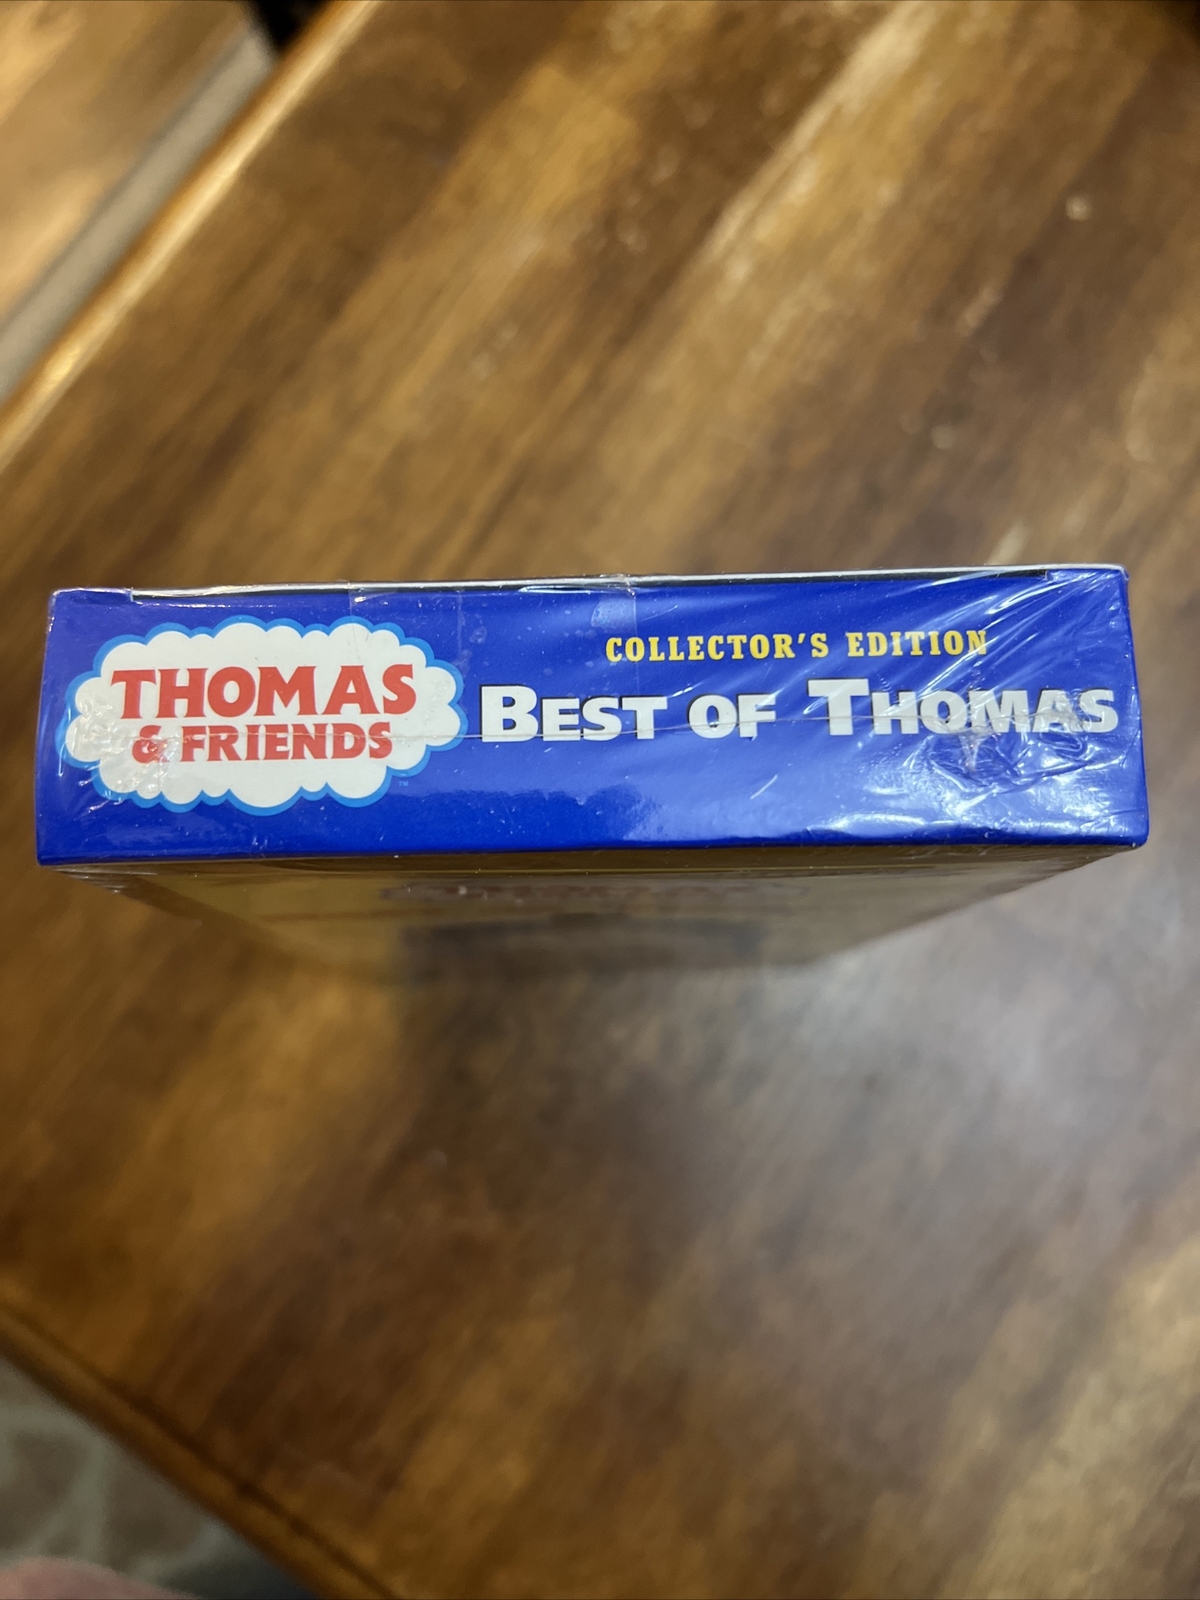 THOMAS
& FRIENDS
COLLECTOR'S EDITION
BEST OF THOMAS